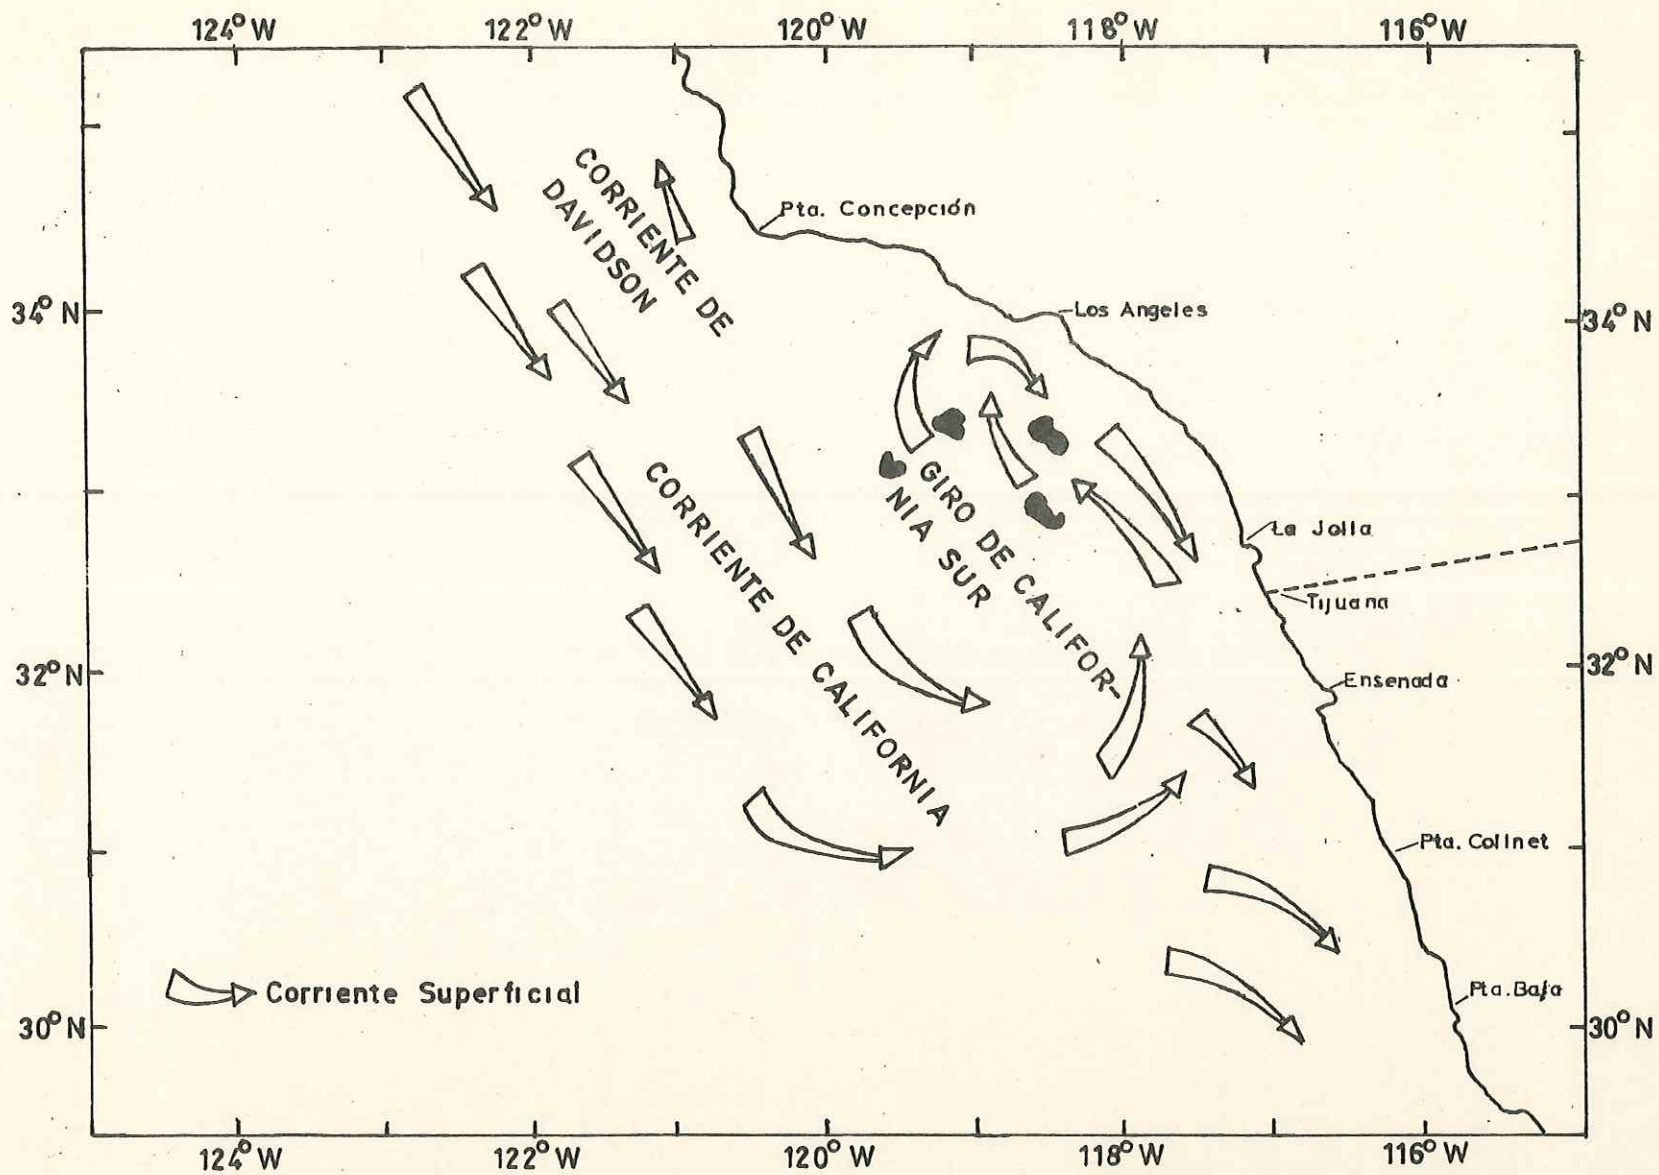 124°W 122°W 120°W 118°W 116°W
CORRIENTE DE
DAVIDSON
Pta. Concepción
34°N
Los Angeles
34°N
GIRO DE CALIFOR-
NIA SUR
CORRIENTE DE CALIFORNIA
La Jolla
Tijuana
32°N
32°N
Ensenada
Pta. Colinet
Corriente Superficial
Pta. Baja
30°N
30°N
124°W 122°W 120°W 118°W 116°W